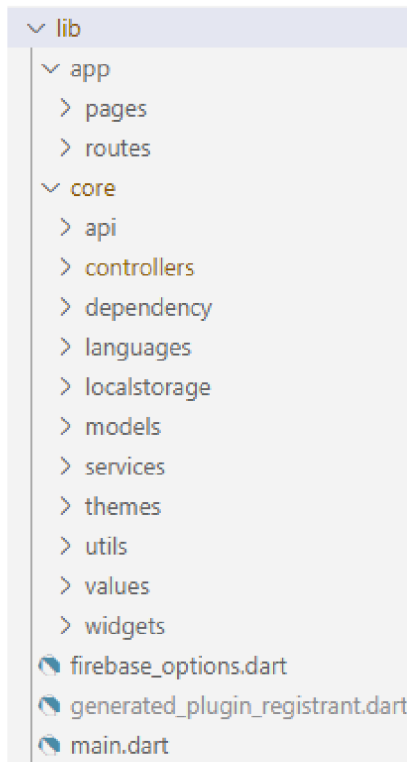 lib
app
pages
routes
core
api
controllers
dependency
languages
localstorage
models
services
themes
utils
values
widgets
firebase_options.dart
generated_plugin_registrant.dart
main.dart